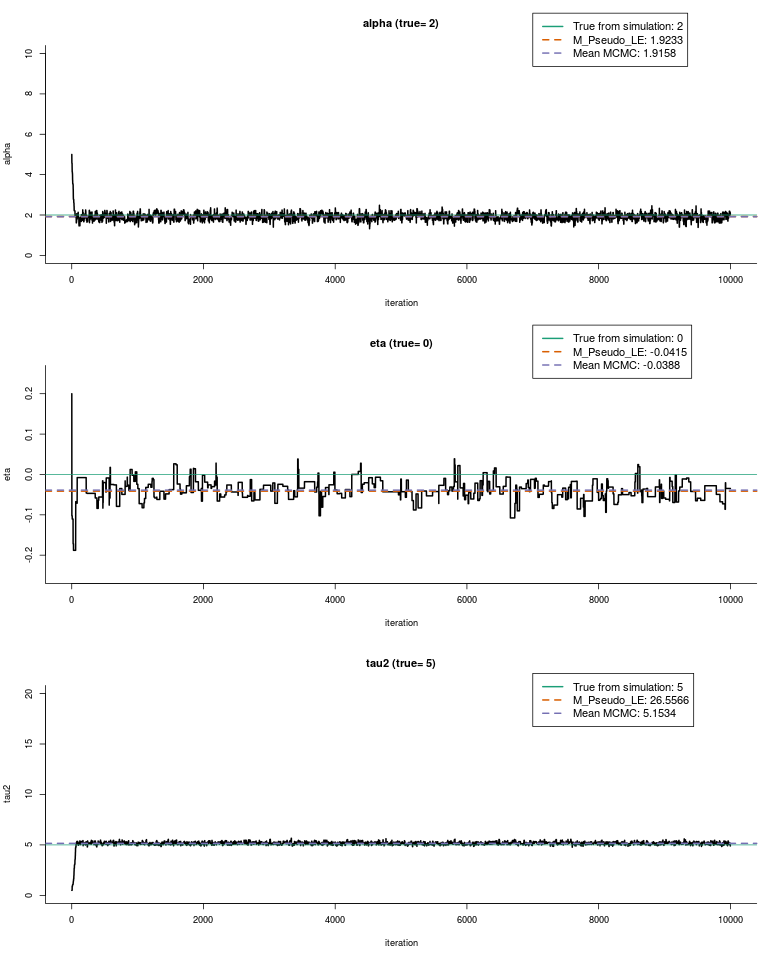 alpha (true= 2)
True from simulation: 2
M_Pseudo_LE: 1.9233
Mean MCMC: 1.9158
alpha
0 2 4 6 8 10
0 2000 4000 6000 8000 10000
iteration
eta (true= 0)
True from simulation: 0
M_Pseudo_LE: -0.0415
Mean MCMC: -0.0388
eta
-0.2 -0.1 0.0 0.1 0.2
0 2000 4000 6000 8000 10000
iteration
tau2 (true= 5)
True from simulation: 5
M_Pseudo_LE: 26.5566
Mean MCMC: 5.1534
tau2
0 5 10 15 20
0 2000 4000 6000 8000 10000
iteration